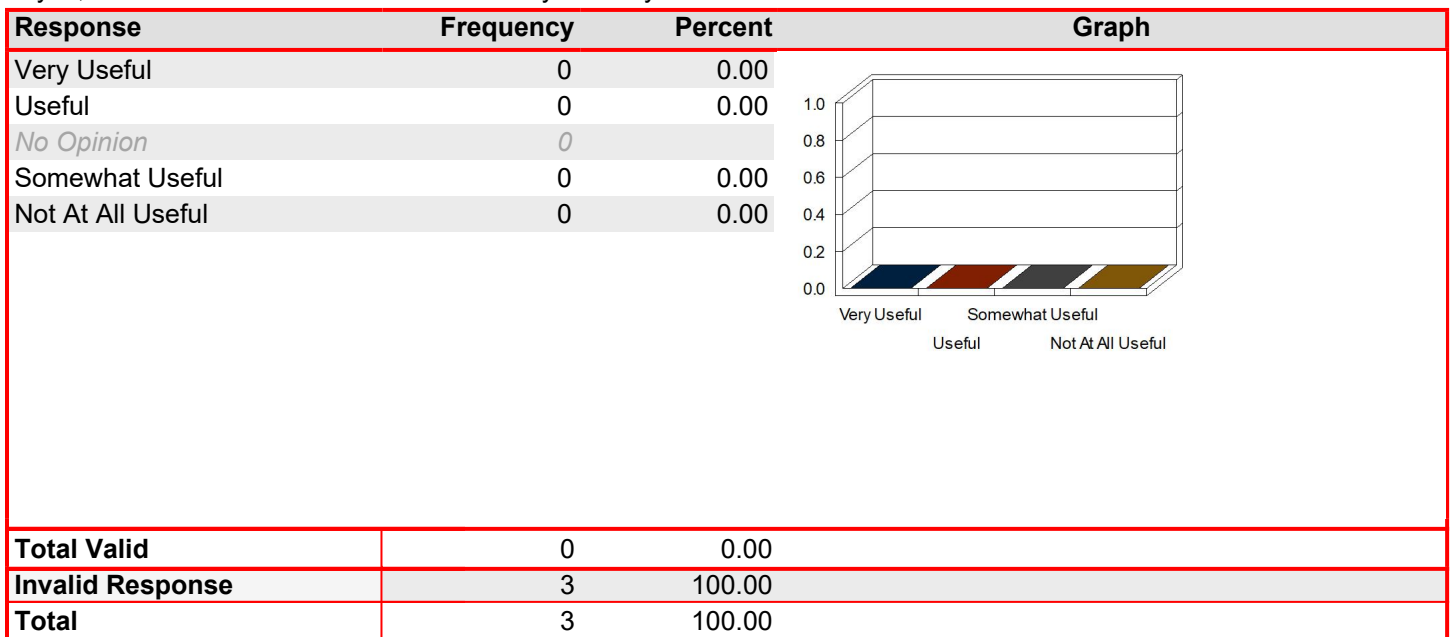 Response Frequency Percent Graph
Very Useful 0 0.00
Useful 0 0.00
No Opinion 0
Somewhat Useful 0 0.00
Not At All Useful 0 0.00
1.0
0.8
0.6
0.4
0.2
0.0
Very Useful Somewhat Useful
Useful Not At All Useful
Total Valid 0 0.00
Invalid Response 3 100.00
Total 3 100.00